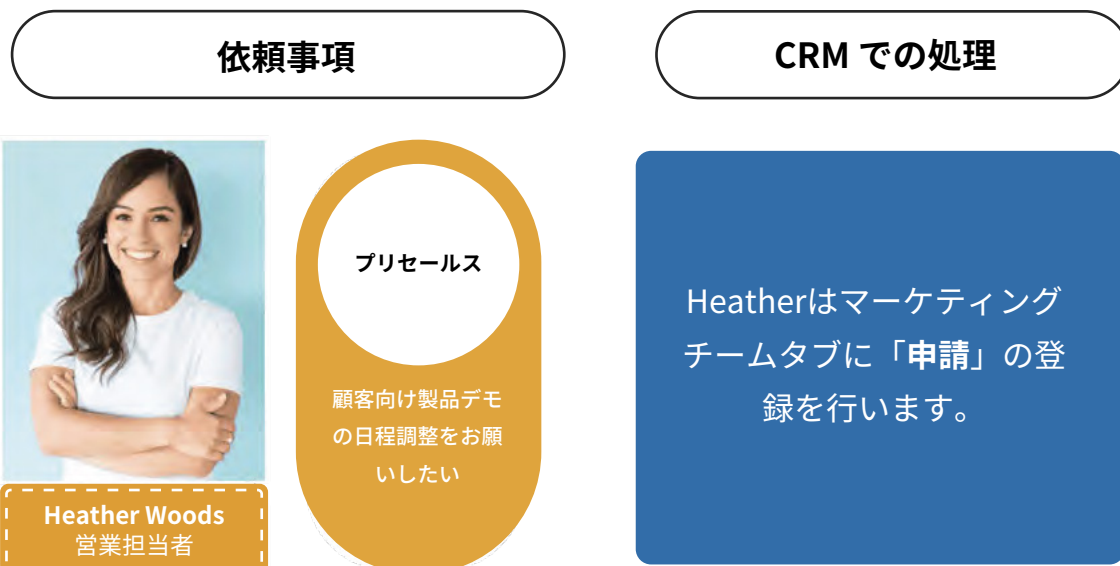 依頼事項
CRM での処理
プリセールス
顧客向け製品デモ
の日程調整をお願
いしたい
Heather Woods
営業担当者
Heatherはマーケティング
チームタブに「申請」の登
録を行います。